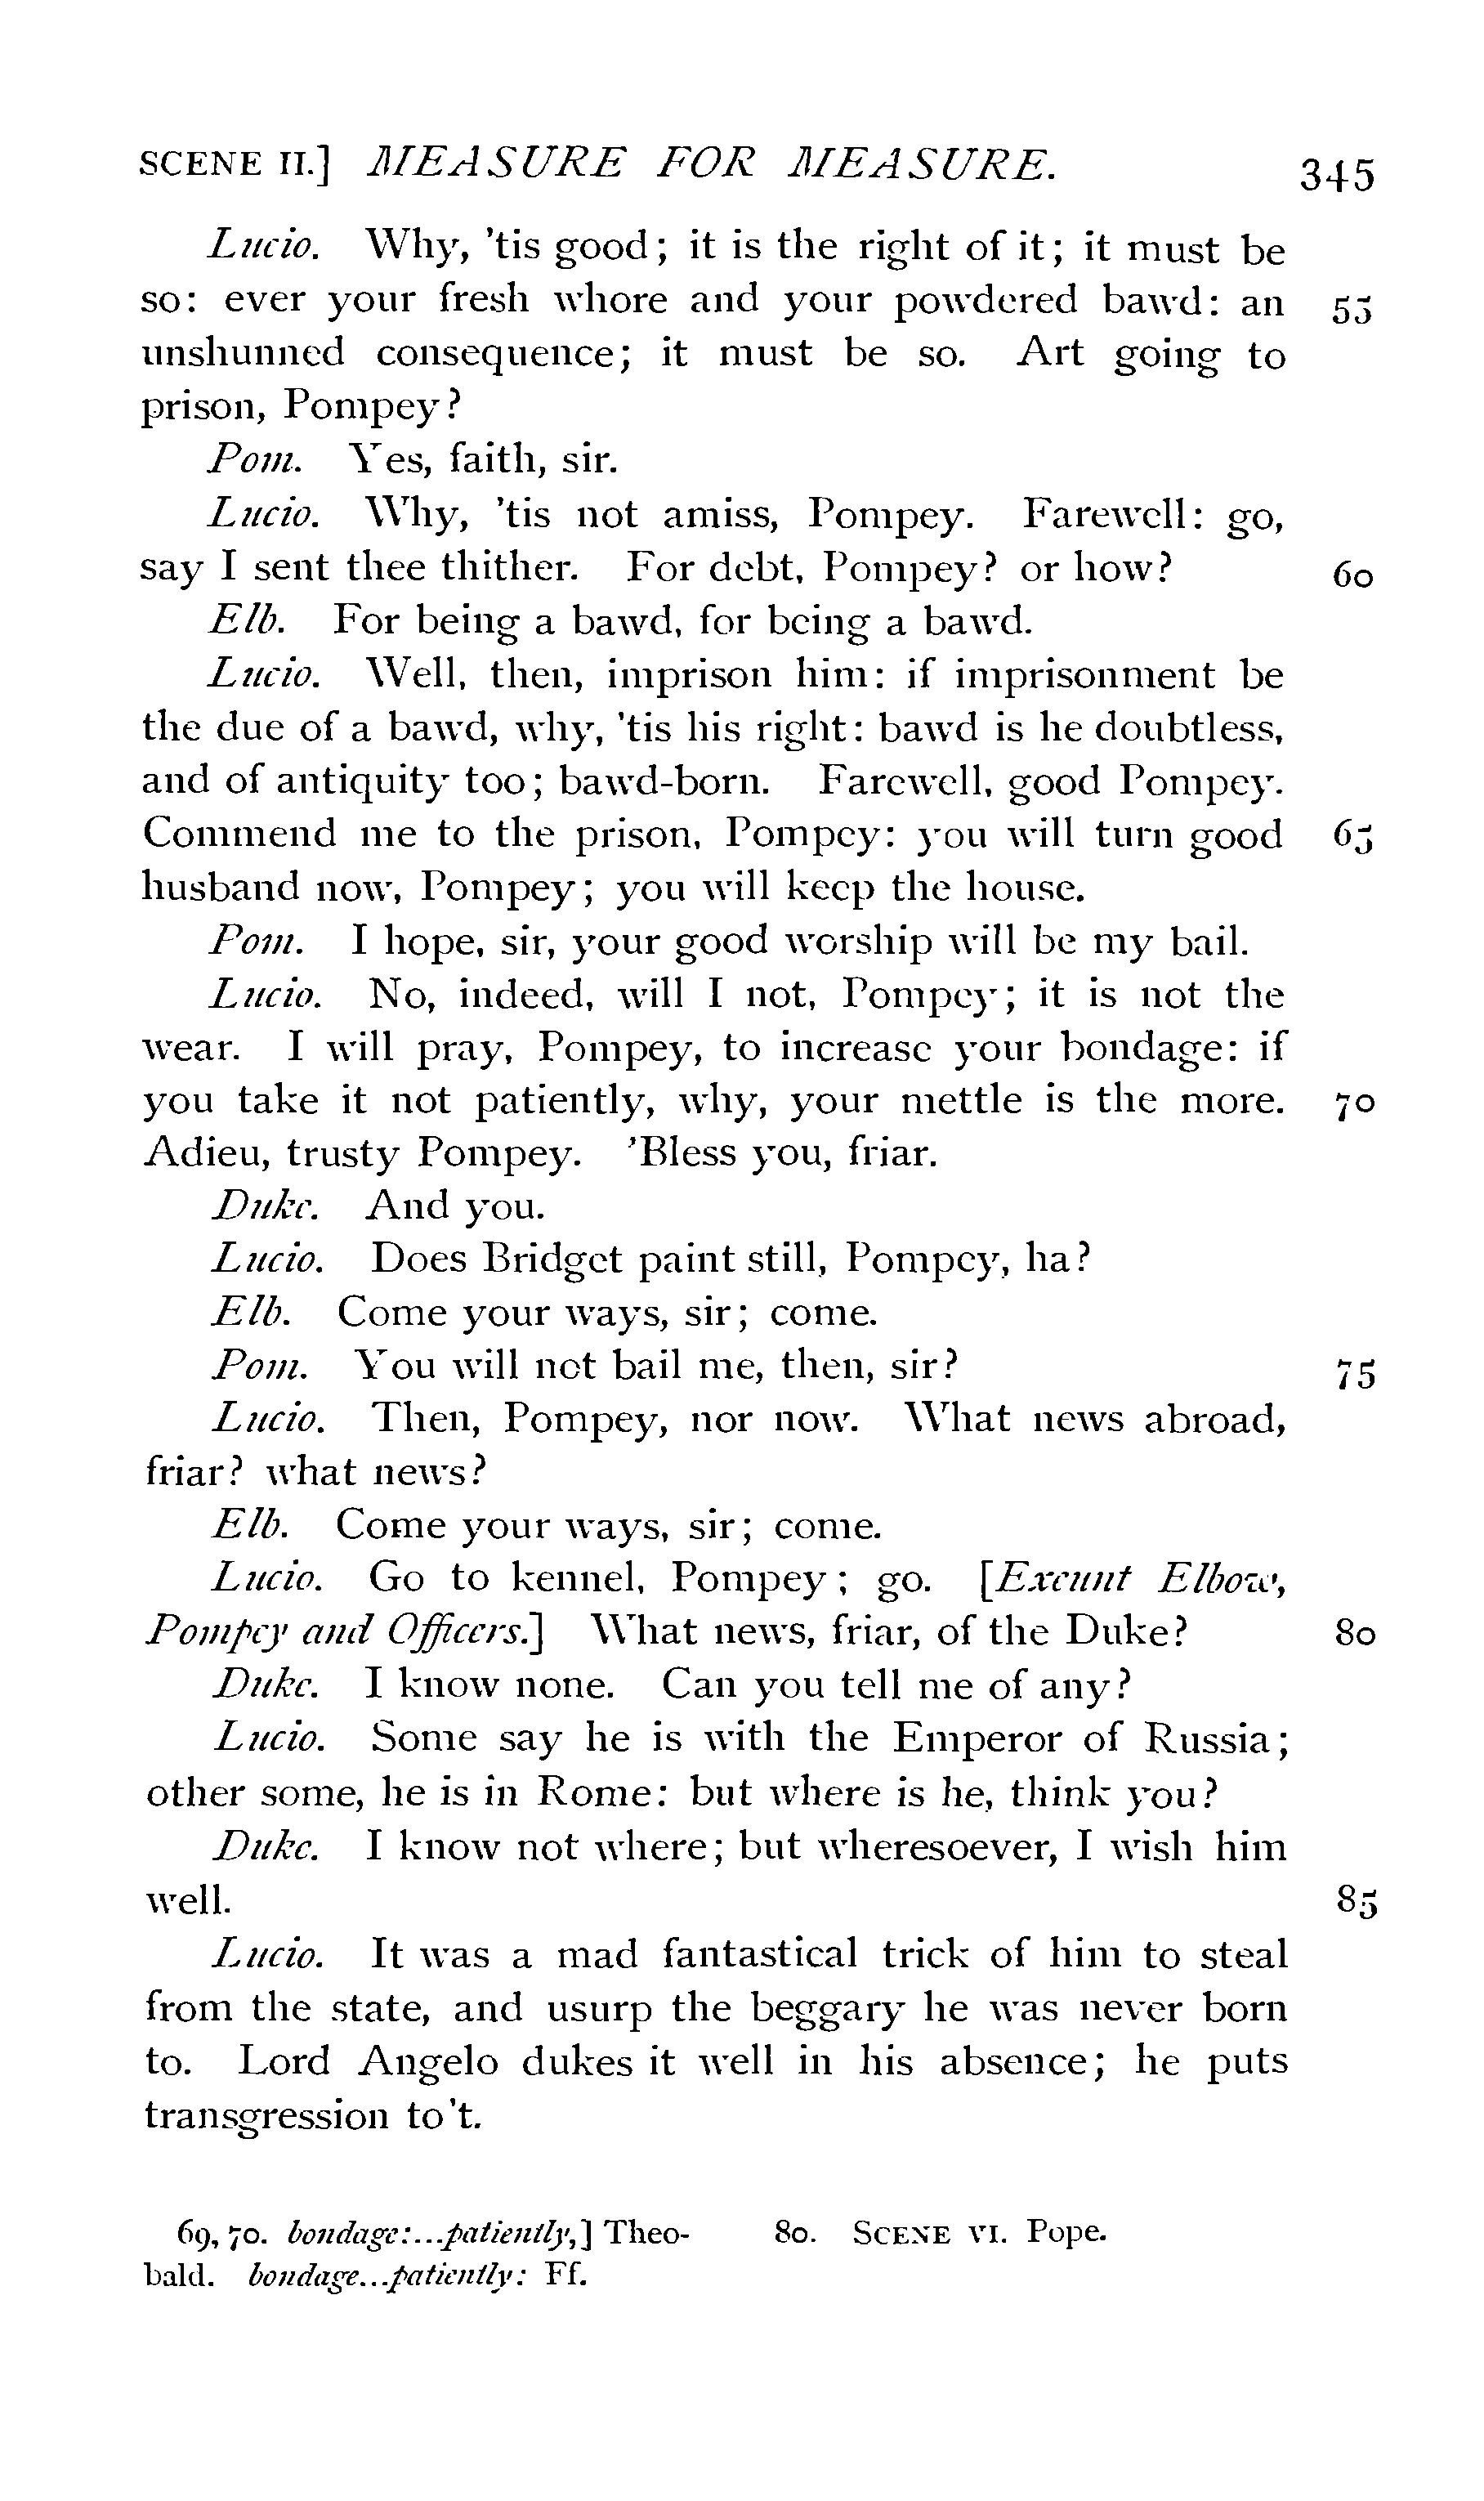 SCENE II.] MEASURE FOR MEASURE. 345
Lucio. Why, 'tis good; it is the right of it; it must be
so: ever your fresh whore and your powdered bawd: an 55
unshunned consequence; it must be so. Art going to
prison, Pompey?
Pom. Yes, faith, sir.
Lucio. Why, 'tis not amiss, Pompey. Farewell: go,
say I sent thee thither. For debt, Pompey? or how? 60
Elb. For being a bawd, for being a bawd.
Lucio. Well, then, imprison him: if imprisonment be
the due of a bawd, why, 'tis his right: bawd is he doubtless,
and of antiquity too; bawd-born. Farewell, good Pompey.
Commend me to the prison, Pompey: you will turn good 65
husband now, Pompey; you will keep the house.
Pom. I hope, sir, your good worship will be my bail.
Lucio. No, indeed, will I not, Pompey; it is not the
wear. I will pray, Pompey, to increase your bondage: if
you take it not patiently, why, your mettle is the more. 70
Adieu, trusty Pompey. 'Bless you, friar.
Duke. And you.
Lucio. Does Bridget paint still, Pompey, ha?
Elb. Come your ways, sir; come.
Pom. You will not bail me, then, sir? 75
Lucio. Then, Pompey, nor now. What news abroad,
friar? what news?
Elb. Come your ways, sir; come.
Lucio. Go to kennel, Pompey; go. [Exeunt Elbow,
Pompey and Officers.] What news, friar, of the Duke? 80
Duke. I know none. Can you tell me of any?
Lucio. Some say he is with the Emperor of Russia;
other some, he is in Rome: but where is he, think you?
Duke. I know not where; but wheresoever, I wish him
well. 85
Lucio. It was a mad fantastical trick of him to steal
from the state, and usurp the beggary he was never born
to. Lord Angelo dukes it well in his absence; he puts
transgression to't.
69, 70. bondage:...patiently,] Theo-
bald. bondage...patiently: Ff.
80. SCENE VI. Pope.